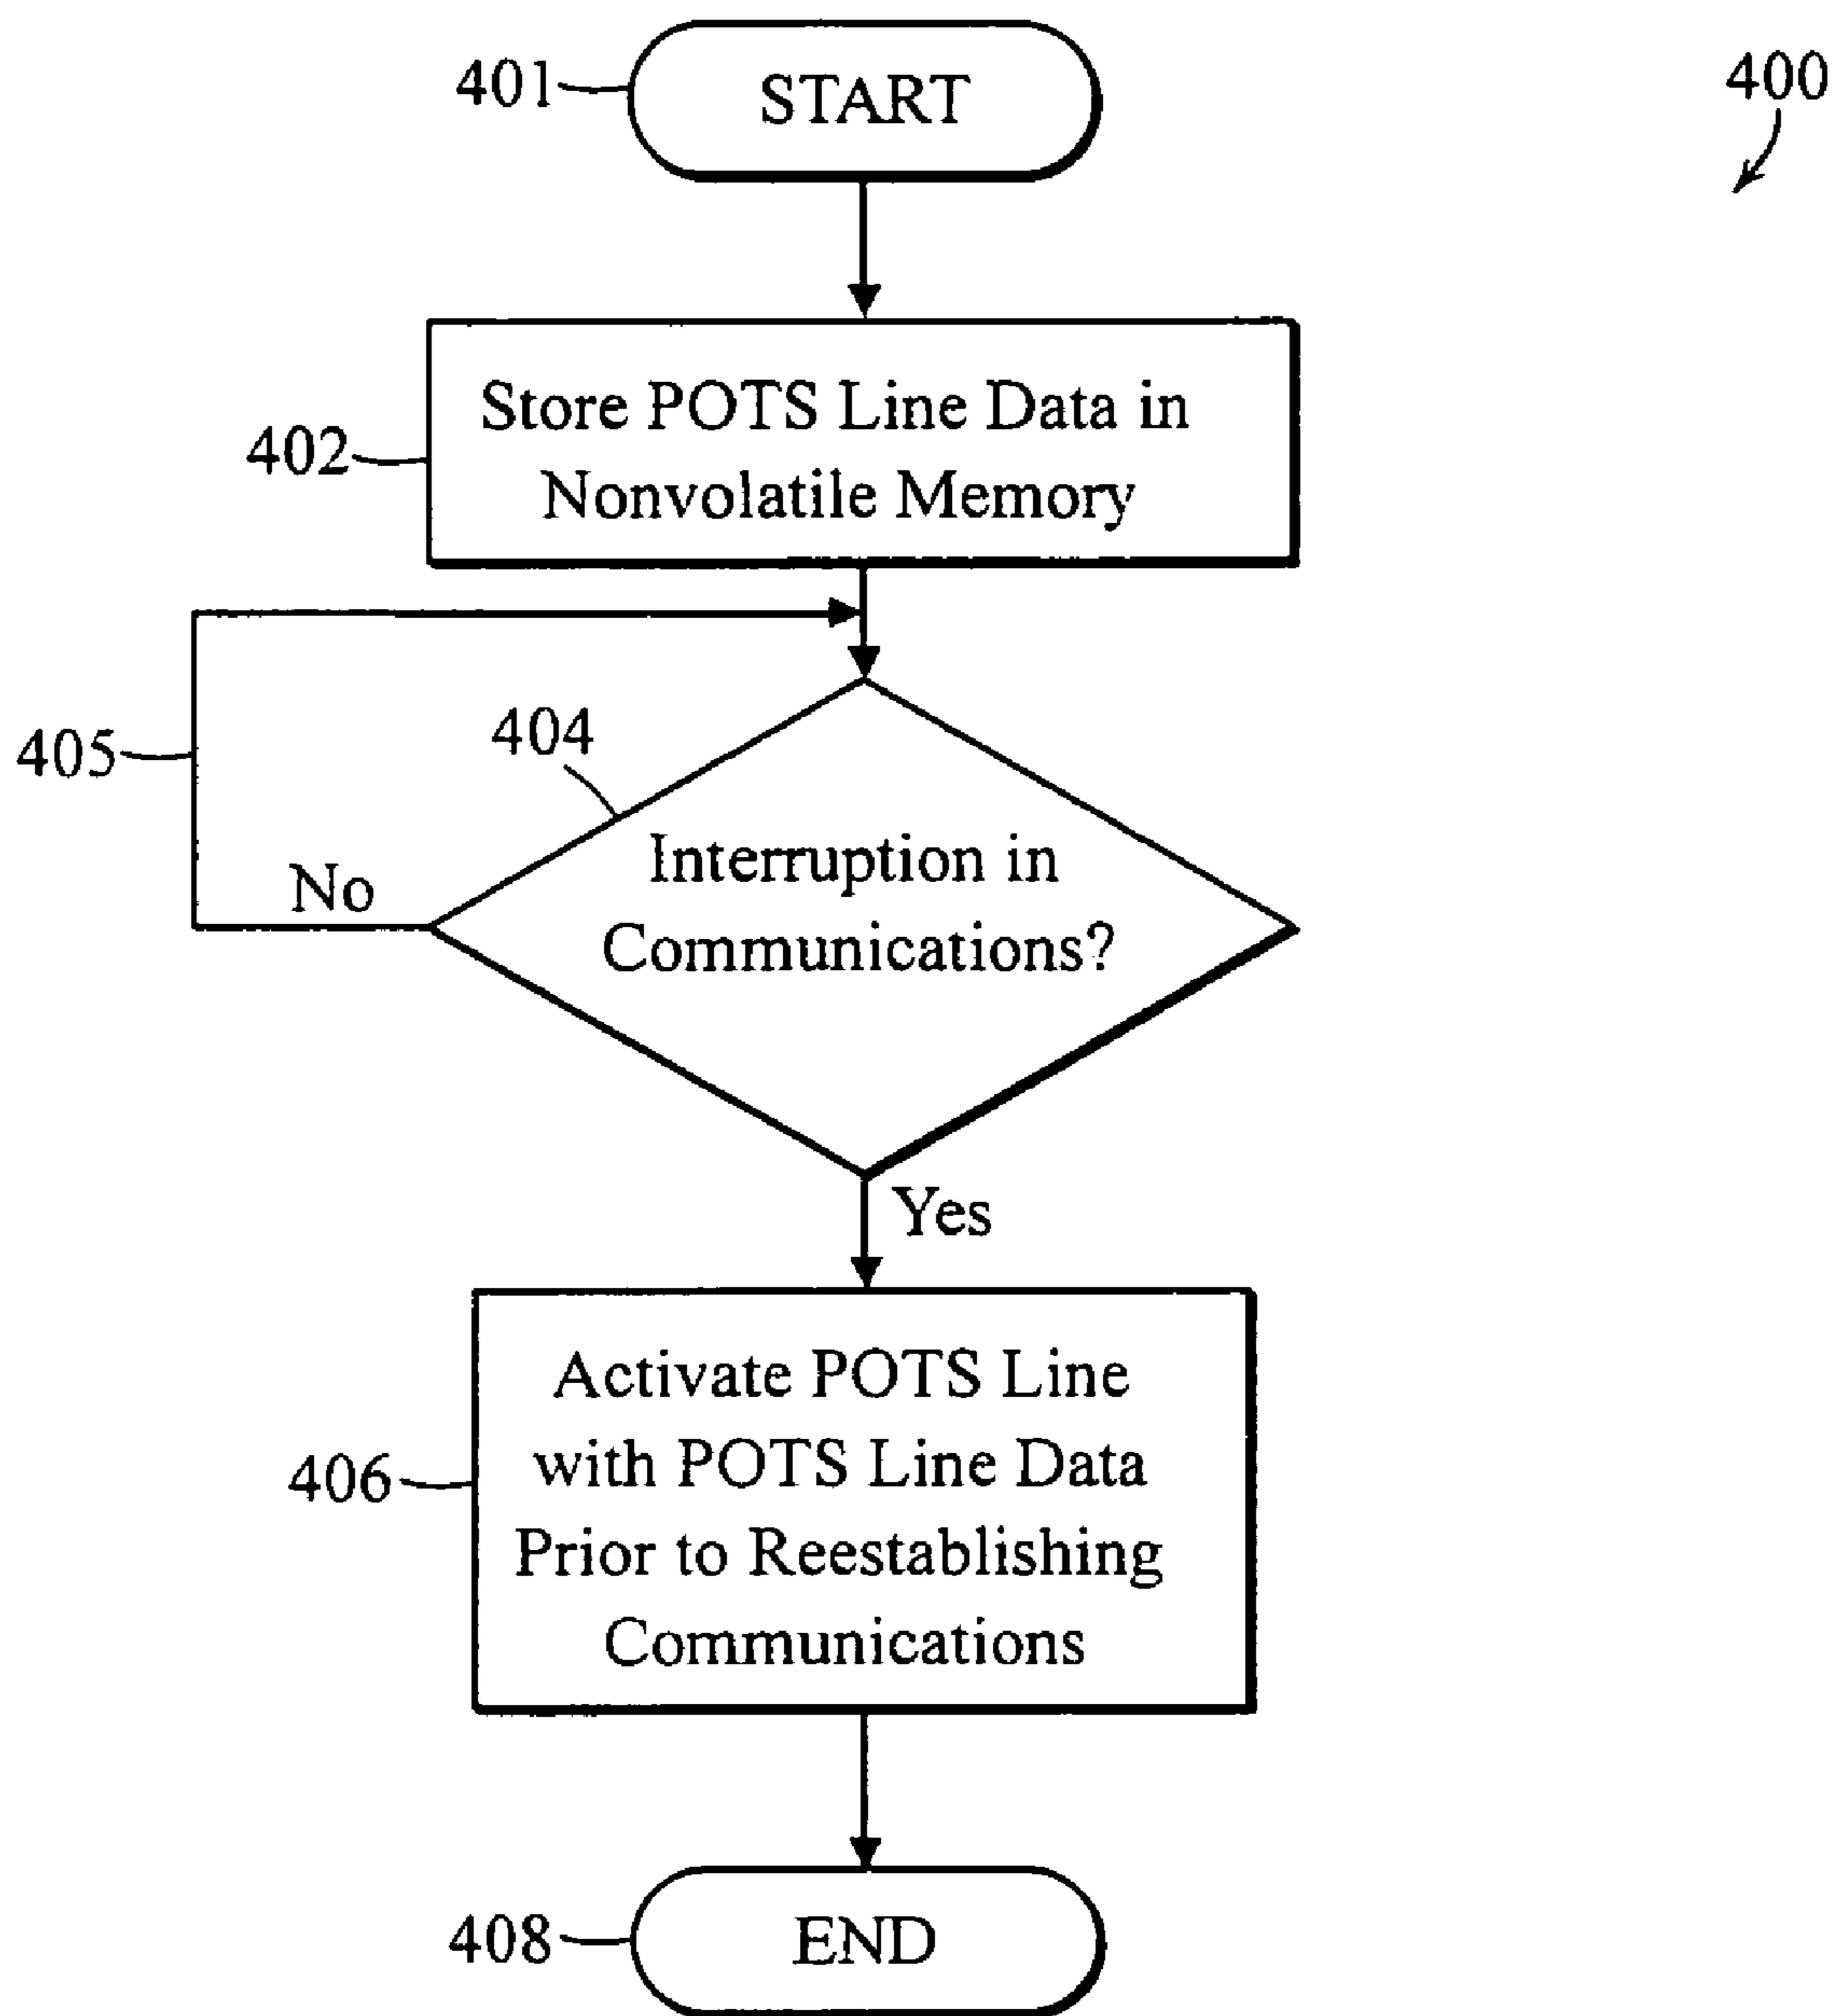 400
401
START
402
Store POTS Line Data in
Nonvolatile Memory
405
404
Interruption in
Communications?
No
Yes
406
Activate POTS Line
with POTS Line Data
Prior to Reestablishing
Communications
408
END